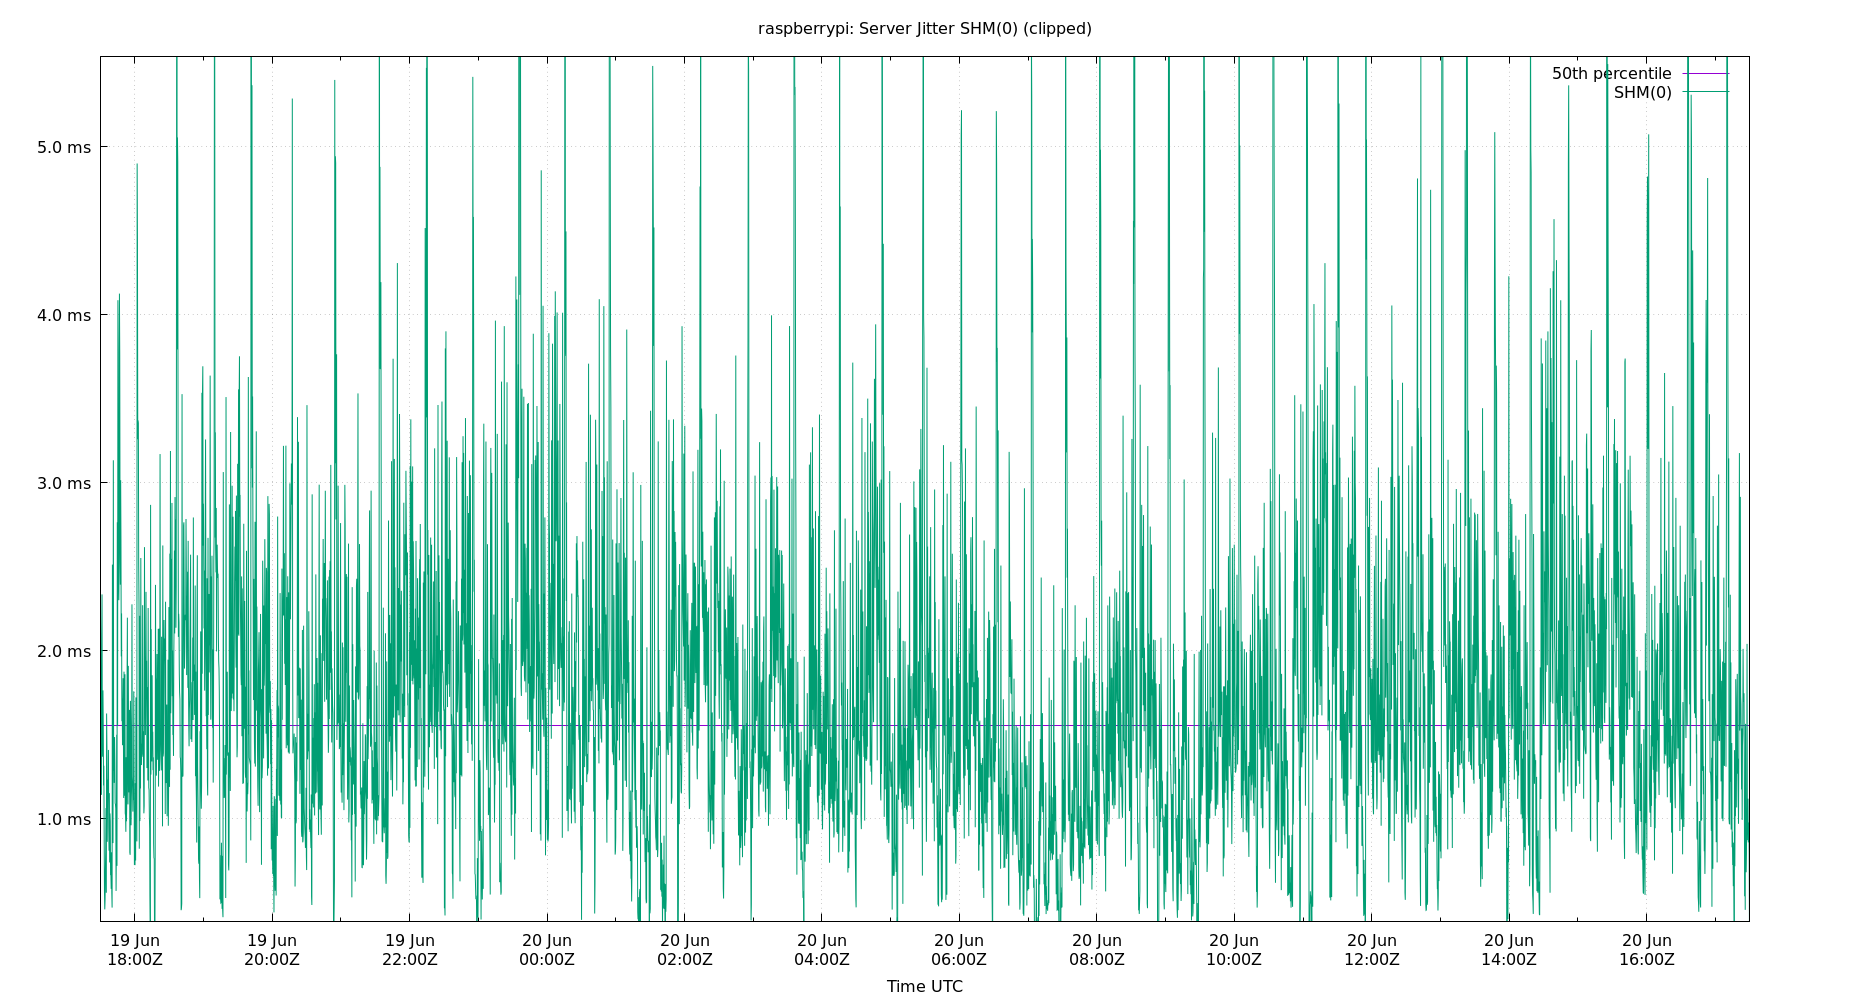 raspberrypi: Server Jitter SHM(0) (clipped)
50th percentile
SHM(0)
5.0 ms
4.0 ms
3.0 ms
2.0 ms
1.0 ms
19 Jun 19 Jun 19 Jun 20 Jun 20 Jun 20 Jun 20 Jun 20 Jun 20 Jun 20 Jun 20 Jun 20 Jun
18:00Z 20:00Z 22:00Z 00:00Z 02:00Z 04:00Z 06:00Z 08:00Z 10:00Z 12:00Z 14:00Z 16:00Z
Time UTC